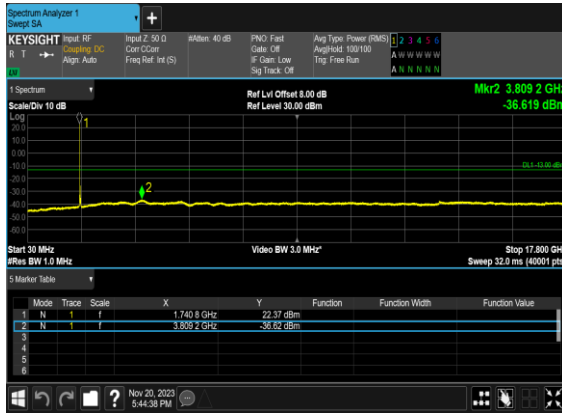 Spectrum Analyzer 1
Swept SA
+
KEYSIGHT Input: RF Input Z: 50 Ω #Atten: 40 dB PNO: Fast Avg Type: Power (RMS) 1 2 3 4 5 6
R T Coupling: DC Corr CCorr Gate: Off Avg|Hold: 100/100 A W W W W W
Align: Auto Freq Ref: Int (S) IF Gain: Low Trig: Free Run
LXI Sig Track: Off A N N N N N
1 Spectrum Ref Lvl Offset 8.00 dB Mkr2 3.809 2 GHz
Scale/Div 10 dB Ref Level 30.00 dBm -36.619 dBm
Log
1
20.0
10.0
0.00
-10.0
DL1 -13.00 dBm
-20.0
2
-30.0
-40.0
-50.0
-60.0
Start 30 MHz Video BW 3.0 MHz* Stop 17.800 GHz
#Res BW 1.0 MHz Sweep 32.0 ms (40001 pts)
5 Marker Table
Mode Trace Scale X Y Function Function Width Function Value
1 N 1 f 1.740 8 GHz 22.37 dBm
2 N 1 f 3.809 2 GHz -36.62 dBm
3
4
5
6
? Nov 20, 2023
5:44:38 PM